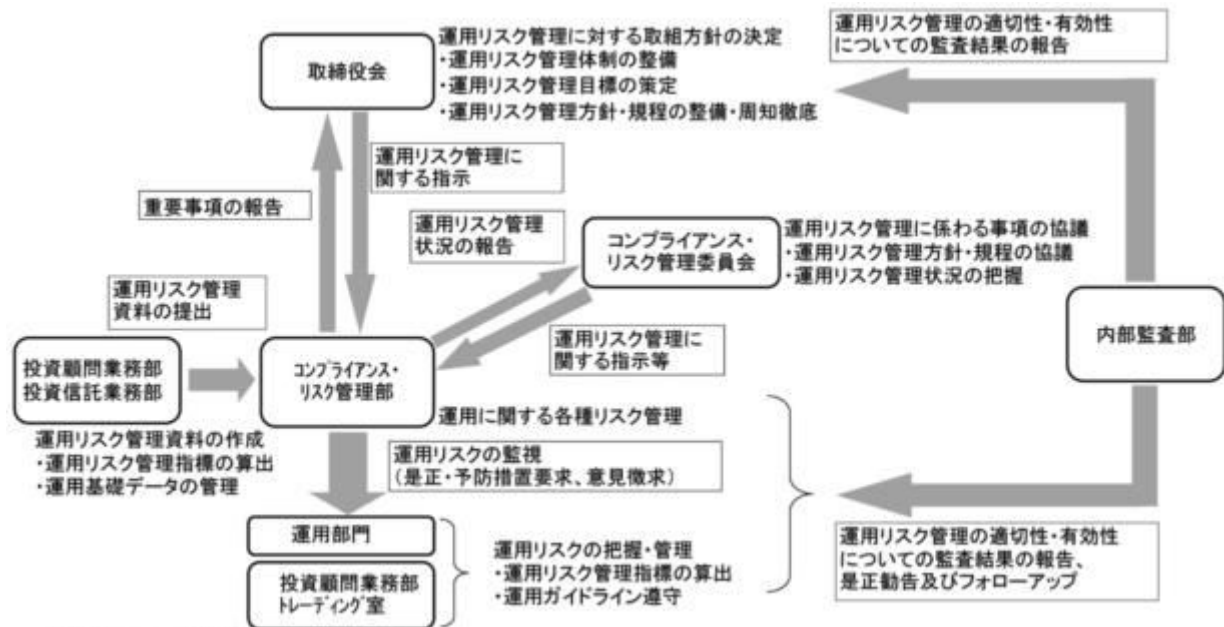 取締役会
運用リスク管理に対する取組方針の決定
・運用リスク管理体制の整備
・運用リスク管理目標の策定
・運用リスク管理方針・規程の整備・周知徹底
運用リスク管理の適切性・有効性
についての監査結果の報告
運用リスク管理に
関する指示
重要事項の報告
運用リスク管理
状況の報告
コンプライアンス・
リスク管理委員会
運用リスク管理に係わる事項の協議
・運用リスク管理方針・規程の協議
・運用リスク管理状況の把握
運用リスク管理
資料の提出
運用リスク管理に
関する指示等
内部監査部
投資顧問業務部
投資信託業務部
コンプライアンス・
リスク管理部
運用に関する各種リスク管理
運用リスク管理資料の作成
・運用リスク管理指標の算出
・運用基礎データの管理
運用リスクの監視
(是正・予防措置要求、意見徴求)
運用部門
投資顧問業務部
トレーディング室
運用リスクの把握・管理
・運用リスク管理指標の算出
・運用ガイドライン遵守
運用リスク管理の適切性・有効性
についての監査結果の報告、
是正勧告及びフォローアップ